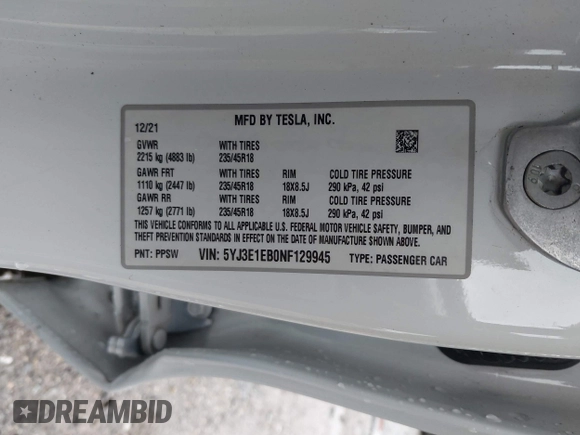 MFD BY TESLA, INC.
12/21
GVWR WITH TIRES
2215 kg (4883 lb) 235/45R18
GAWR FRT WITH TIRES RIM COLD TIRE PRESSURE
1110 kg (2447 lb) 235/45R18 18X8.5J 290 kPa, 42 psi
GAWR RR WITH TIRES RIM COLD TIRE PRESSURE
1257 kg (2771 lb) 235/45R18 18X8.5J 290 kPa, 42 psi
THIS VEHICLE CONFORMS TO ALL APPLICABLE U.S. FEDERAL MOTOR VEHICLE SAFETY, BUMPER, AND
THEFT PREVENTION STANDARDS IN EFFECT ON THE DATE OF MANUFACTURE SHOWN ABOVE.
PNT: PPSW VIN: 5YJ3E1EB0NF129945 TYPE: PASSENGER CAR
DREAMBID